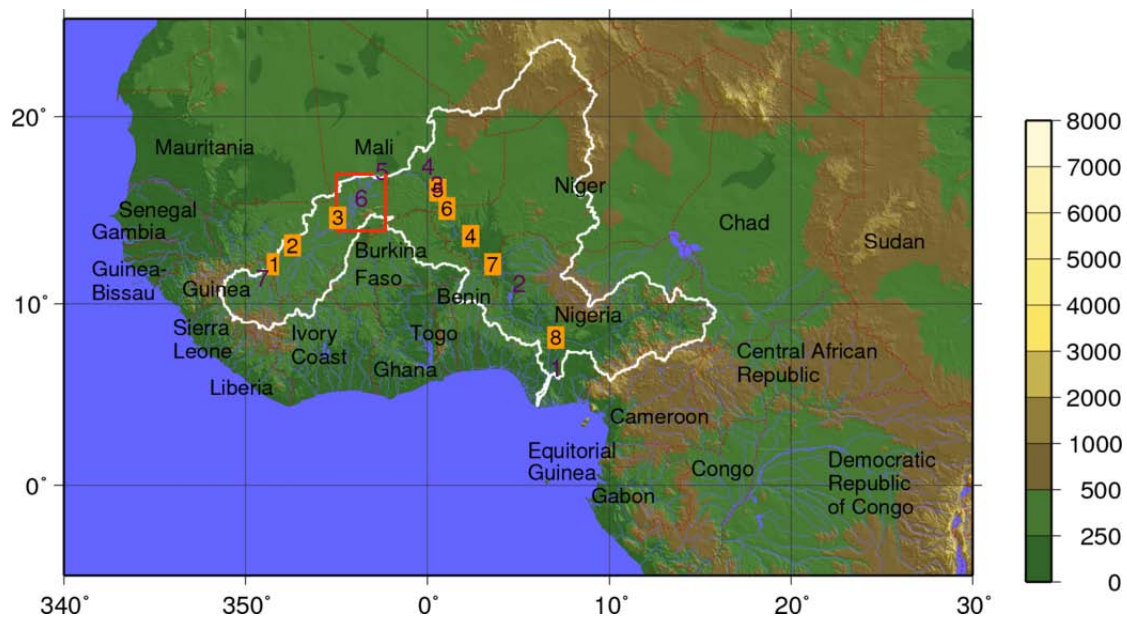 8000
7000
6000
5000
4000
3000
2000
1000
500
250
0
20°
10°
0°
340°
350°
0°
10°
20°
30°
Mauritania
Mali
Niger
Chad
Sudan
Senegal
Gambia
Guinea-
Bissau
Guinea
Sierra
Leone
Liberia
Ivory
Coast
Burkina
Faso
Ghana
Togo
Benin
Nigeria
Cameroon
Central African
Republic
Equitorial
Guinea
Gabon
Congo
Democratic
Republic
of Congo
1
2
3
4
5
6
7
8
1
2
4
5
6
7